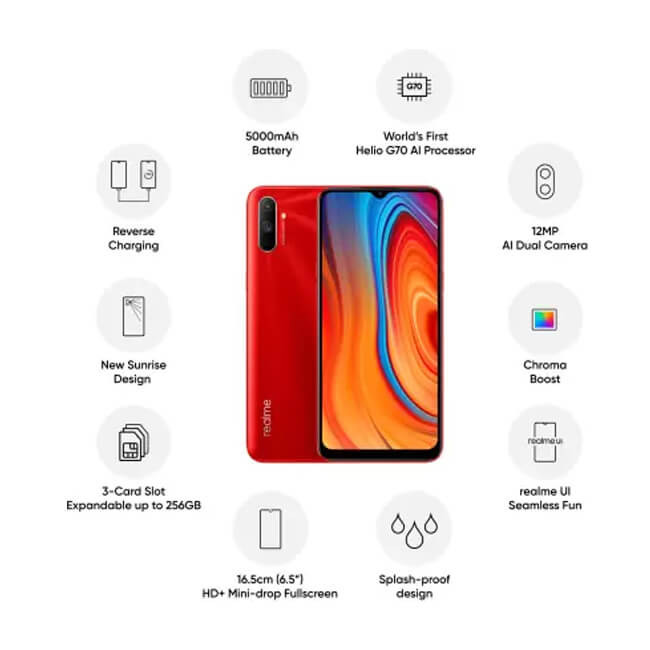 5000mAh
Battery
G70
World's First
Helio G70 AI Processor
Reverse
Charging
12MP
AI Dual Camera
New Sunrise
Design
Chroma
Boost
realme
realme UI
3-Card Slot
Expandable up to 256GB
realme UI
Seamless Fun
16.5cm (6.5”)
HD+ Mini-drop Fullscreen
Splash-proof
design